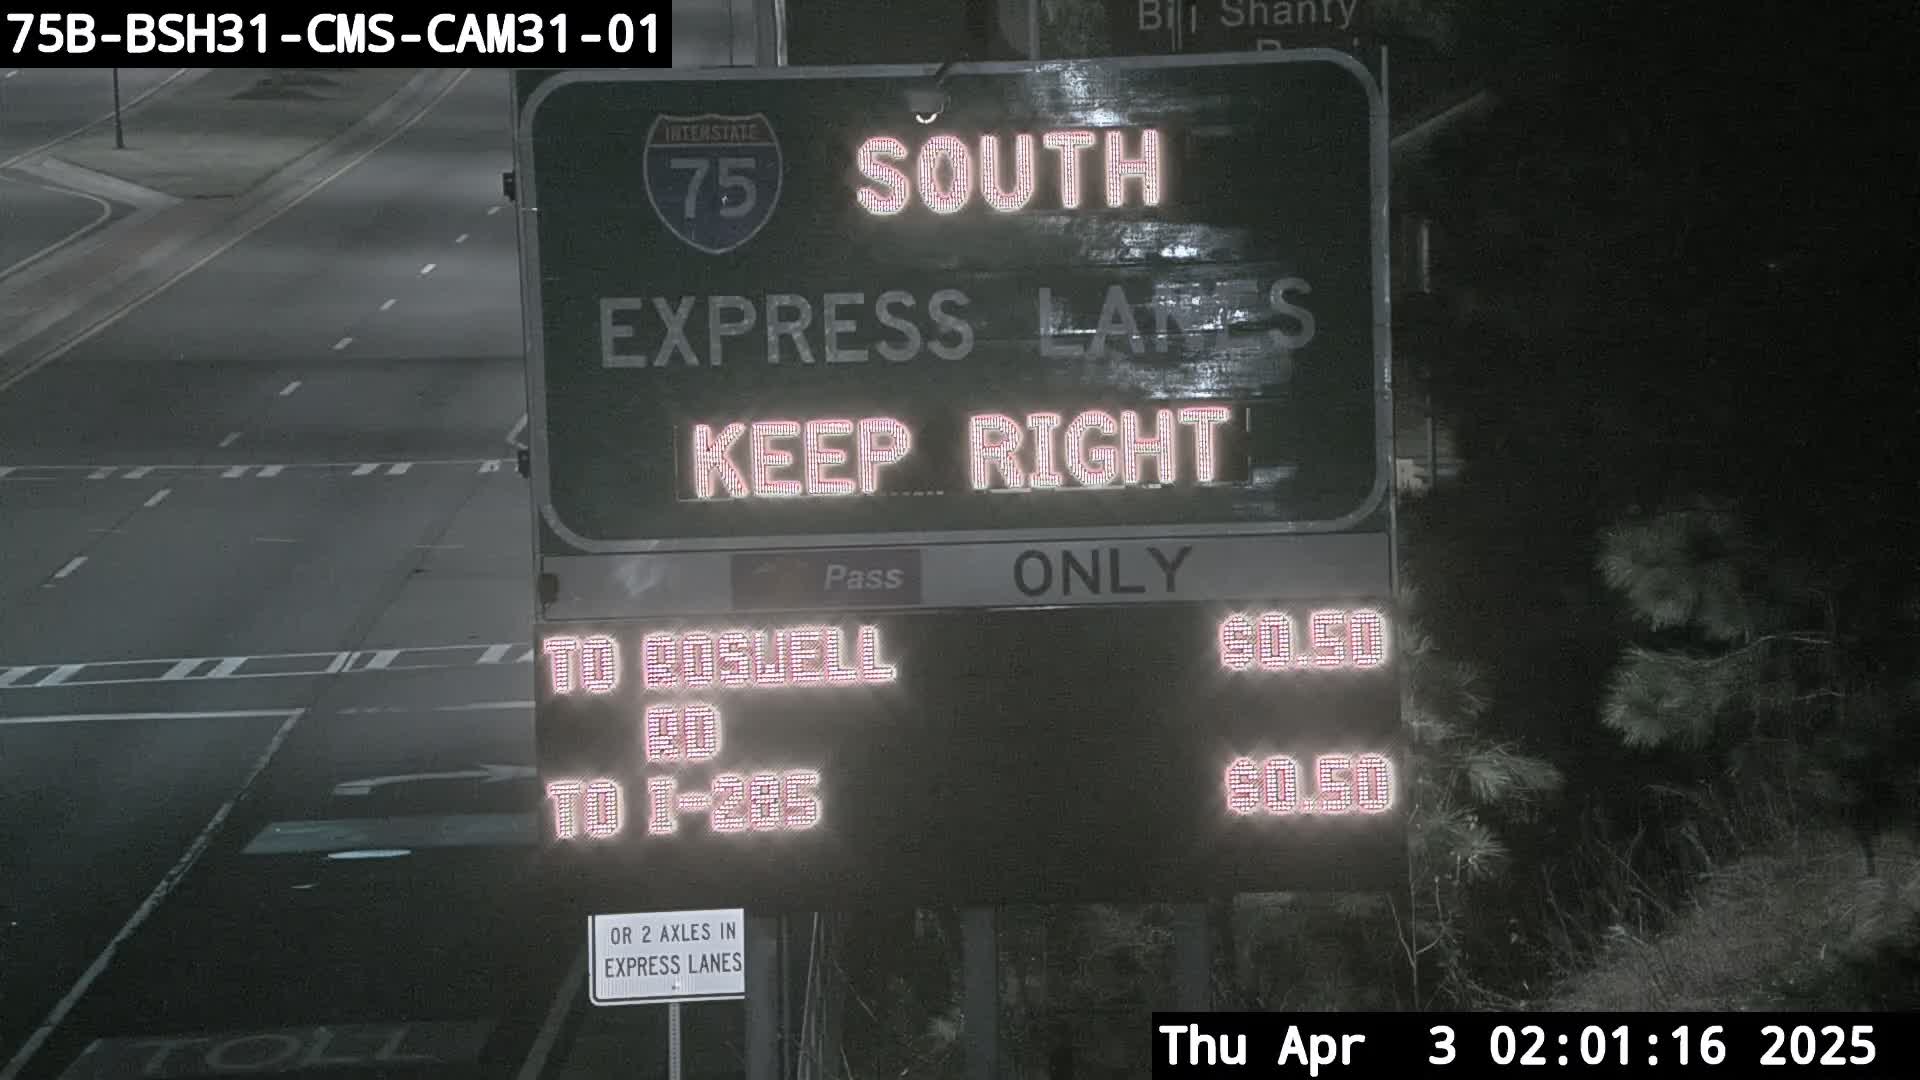 75B-BSH31-CMS-CAM31-01
Bill Shanty
INTERSTATE
75
SOUTH
EXPRESS LANES
KEEP RIGHT
Pass ONLY
TO ROSWELL $0.50
RD
TO I-285 $0.50
OR 2 AXLES IN
EXPRESS LANES
TOLL
Thu Apr 3 02:01:16 2025